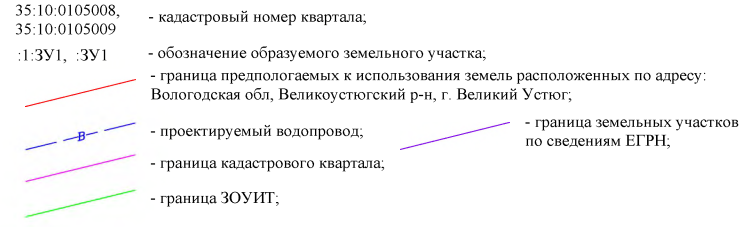 35:10:0105008,
35:10:0105009
- кадастровый номер квартала;
:1:ЗУ1, :ЗУ1
- обозначение образуемого земельного участка;
- граница предпологаемых к использования земель расположенных по адресу:
Вологодская обл, Великоустюгский р-н, г. Великий Устюг;
В
- проектируемый водопровод;
- граница земельных участков
по сведениям ЕГРН;
- граница кадастрового квартала;
- граница ЗОУИТ;